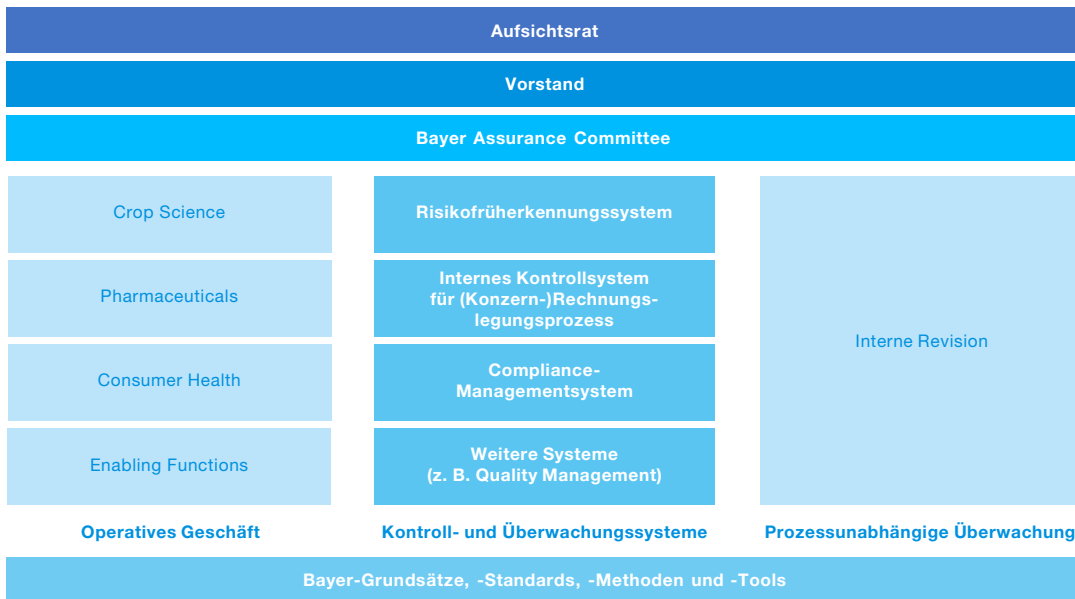 Aufsichtsrat
Vorstand
Bayer Assurance Committee
Crop Science
Pharmaceuticals
Consumer Health
Enabling Functions
Operatives Geschäft
Risikofrüherkennungssystem
Internes Kontrollsystem
für (Konzern-)Rechnungs-
legungsprozess
Compliance-
Managementsystem
Weitere Systeme
(z. B. Quality Management)
Kontroll- und Überwachungssysteme
Interne Revision
Prozessunabhängige Überwachung
Bayer-Grundsätze, -Standards, -Methoden und -Tools